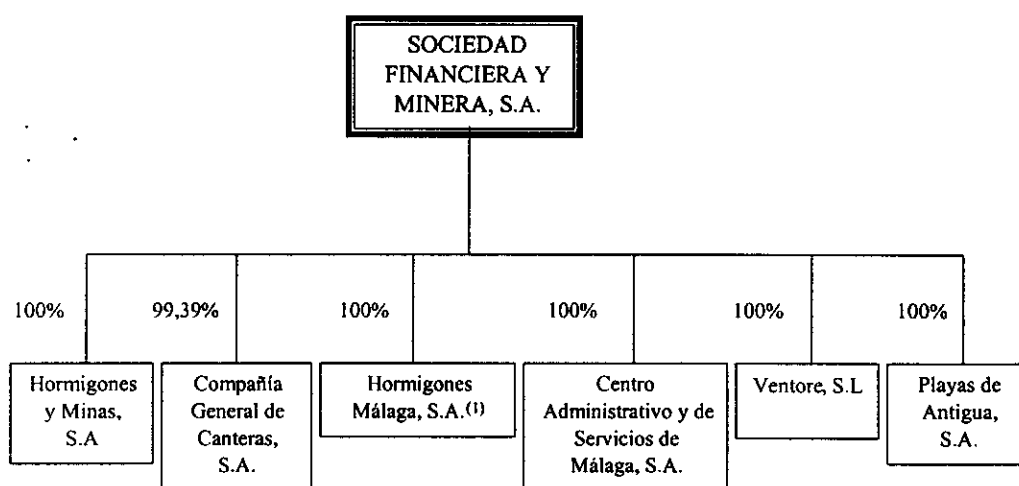 SOCIEDAD
FINANCIERA Y
MINERA, S.A.
100%
99,39%
100%
100%
100%
100%
Hormigones
y Minas,
S.A
Compañía
General de
Canteras,
S.A.
Hormigones
Málaga, S.A.(1)
Centro
Administrativo y de
Servicios de
Málaga, S.A.
Ventore, S.L
Playas de
Antigua,
S.A.